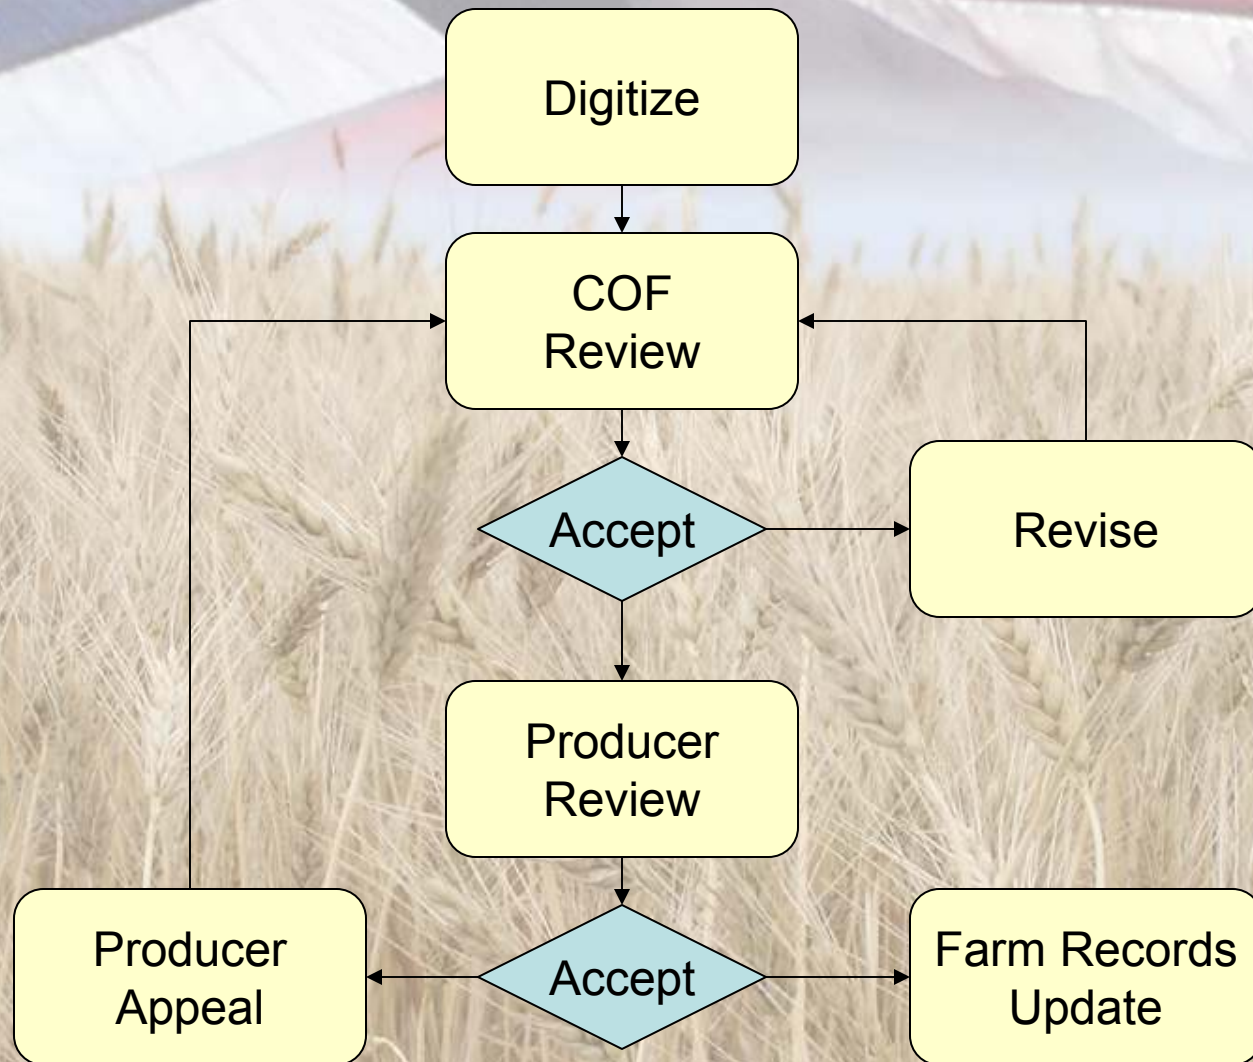 Digitize
COF
Review
Accept
Revise
Producer
Review
Producer
Appeal
Accept
Farm Records
Update